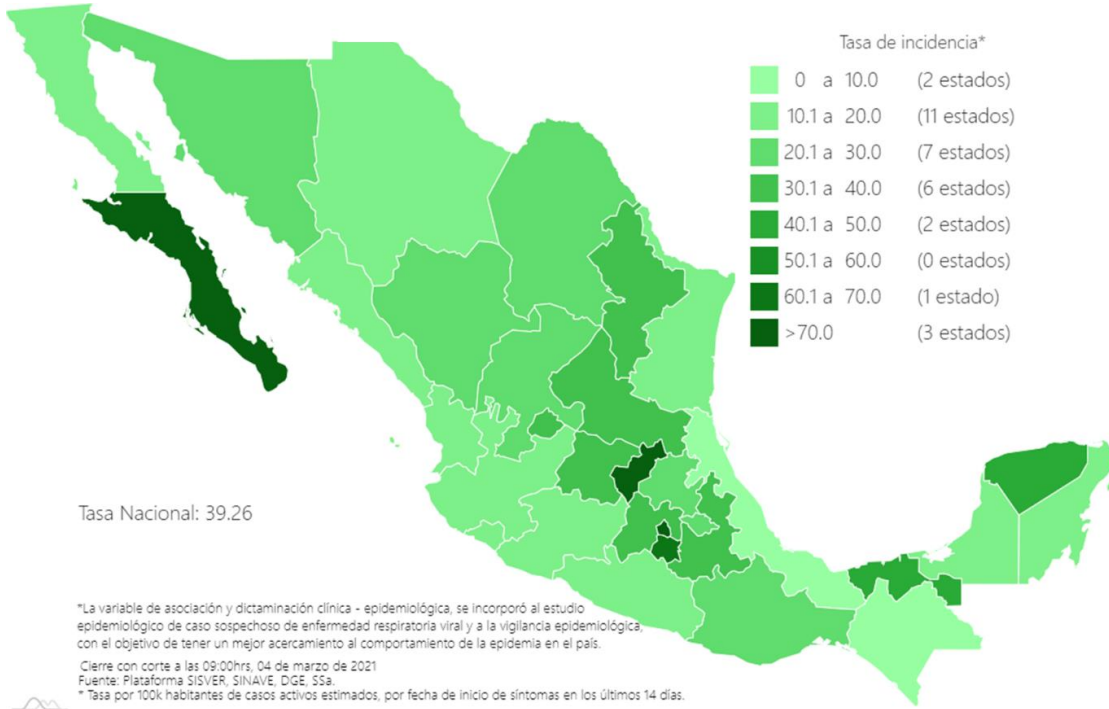 Tasa de incidencia*
0 a 10.0 (2 estados)
10.1 a 20.0 (11 estados)
20.1 a 30.0 (7 estados)
30.1 a 40.0 (6 estados)
40.1 a 50.0 (2 estados)
50.1 a 60.0 (0 estados)
60.1 a 70.0 (1 estado)
>70.0 (3 estados)
Tasa Nacional: 39.26
*La variable de asociación y dictaminación clínica - epidemiológica, se incorporó al estudio
epidemiológico de caso sospechoso de enfermedad respiratoria viral y a la vigilancia epidemiológica,
con el objetivo de tener un mejor acercamiento al comportamiento de la epidemia en el país.
Cierre con corte a las 09:00hrs, 04 de marzo de 2021
Fuente: Plataforma SISVER, SINAVE, DGE, SSa.
* Tasa por 100k habitantes de casos activos estimados, por fecha de inicio de síntomas en los últimos 14 días.